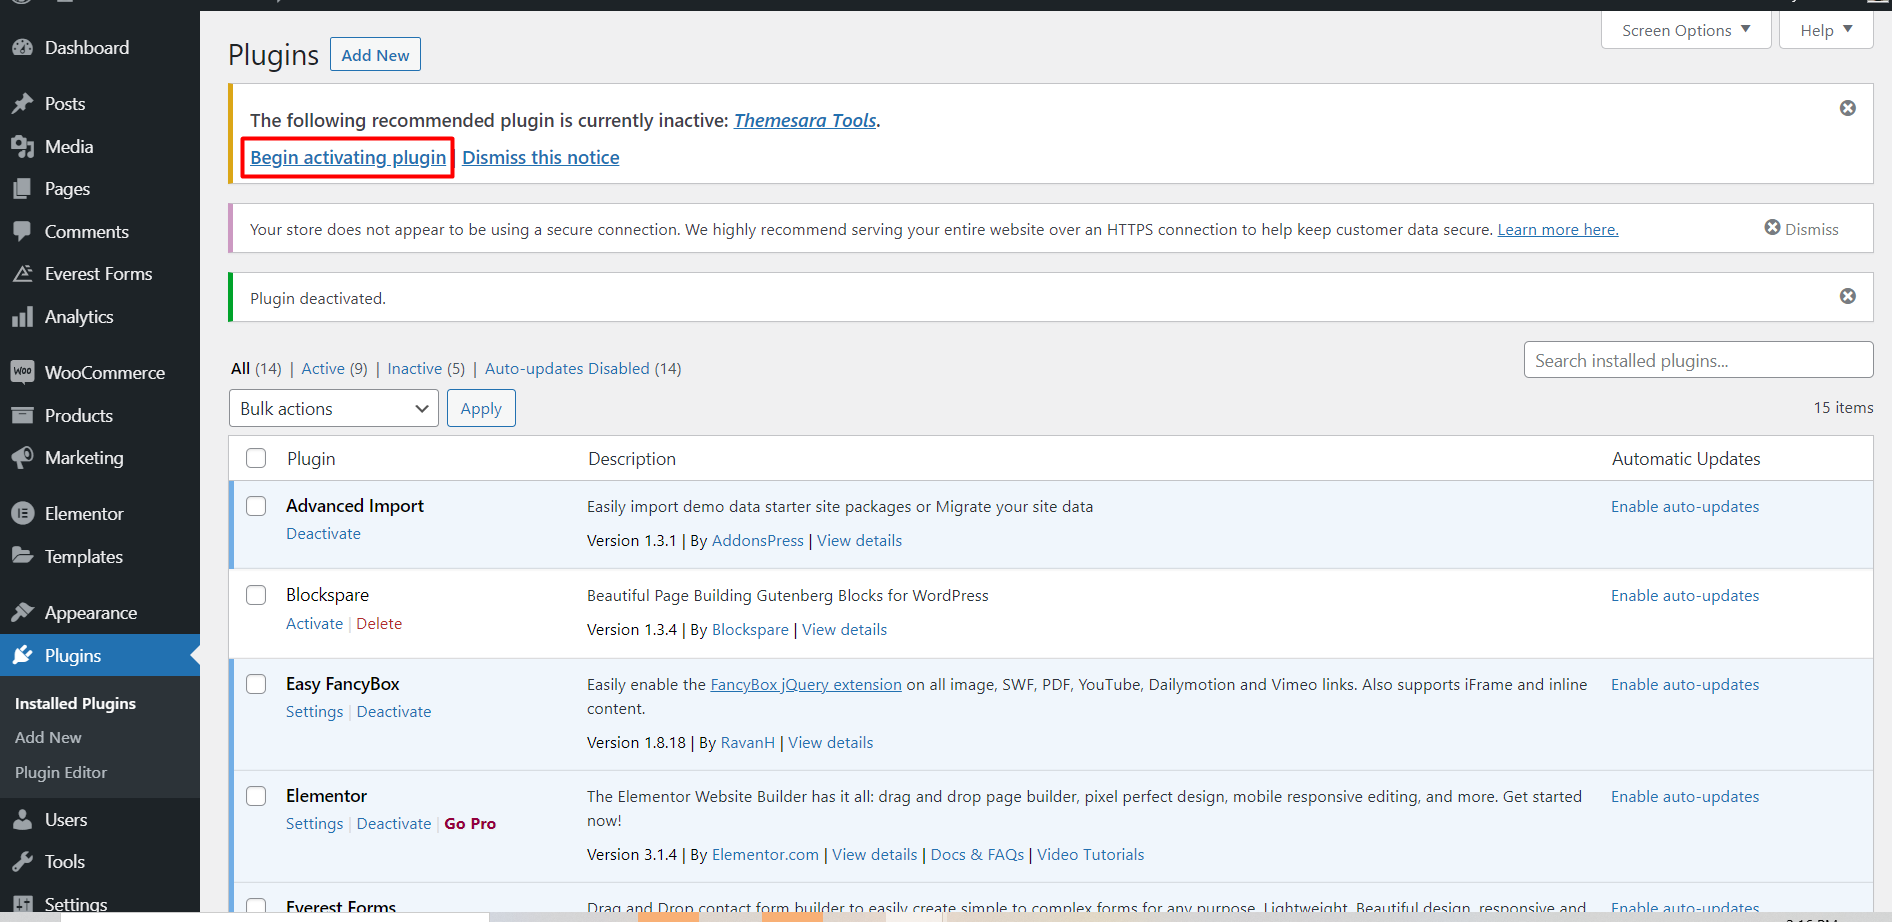 Dashboard
Posts
Media
Pages
Comments
Everest Forms
Analytics
WooCommerce
Products
Marketing
Elementor
Templates
Appearance
Plugins
Installed Plugins
Add New
Plugin Editor
Users
Tools
Settings
Screen Options
Help
Plugins
Add New
The following recommended plugin is currently inactive: Themesara Tools.
Begin activating plugin | Dismiss this notice
Your store does not appear to be using a secure connection. We highly recommend serving your entire website over an HTTPS connection to help keep customer data secure. Learn more here.
Dismiss
Plugin deactivated.
All (14) | Active (9) | Inactive (5) | Auto-updates Disabled (14)
Search installed plugins...
Bulk actions
Apply
15 items
Plugin Description Automatic Updates
Advanced Import
Deactivate
Easily import demo data starter site packages or Migrate your site data
Version 1.3.1 | By AddonsPress | View details
Enable auto-updates
Blockspare
Activate | Delete
Beautiful Page Building Gutenberg Blocks for WordPress
Version 1.3.4 | By Blockspare | View details
Enable auto-updates
Easy FancyBox
Settings | Deactivate
Easily enable the FancyBox jQuery extension on all image, SWF, PDF, YouTube, Dailymotion and Vimeo links. Also supports iFrame and inline
content.
Version 1.8.18 | By RavanH | View details
Enable auto-updates
Elementor
Settings | Deactivate | Go Pro
The Elementor Website Builder has it all: drag and drop page builder, pixel perfect design, mobile responsive editing, and more. Get started
now!
Version 3.1.4 | By Elementor.com | View details | Docs & FAQs | Video Tutorials
Enable auto-updates
Everest Forms
Drag and Drop contact form builder to easily create simple to complex forms for any purpose. Lightweight, Beautiful design, responsive and
Enable auto-updates